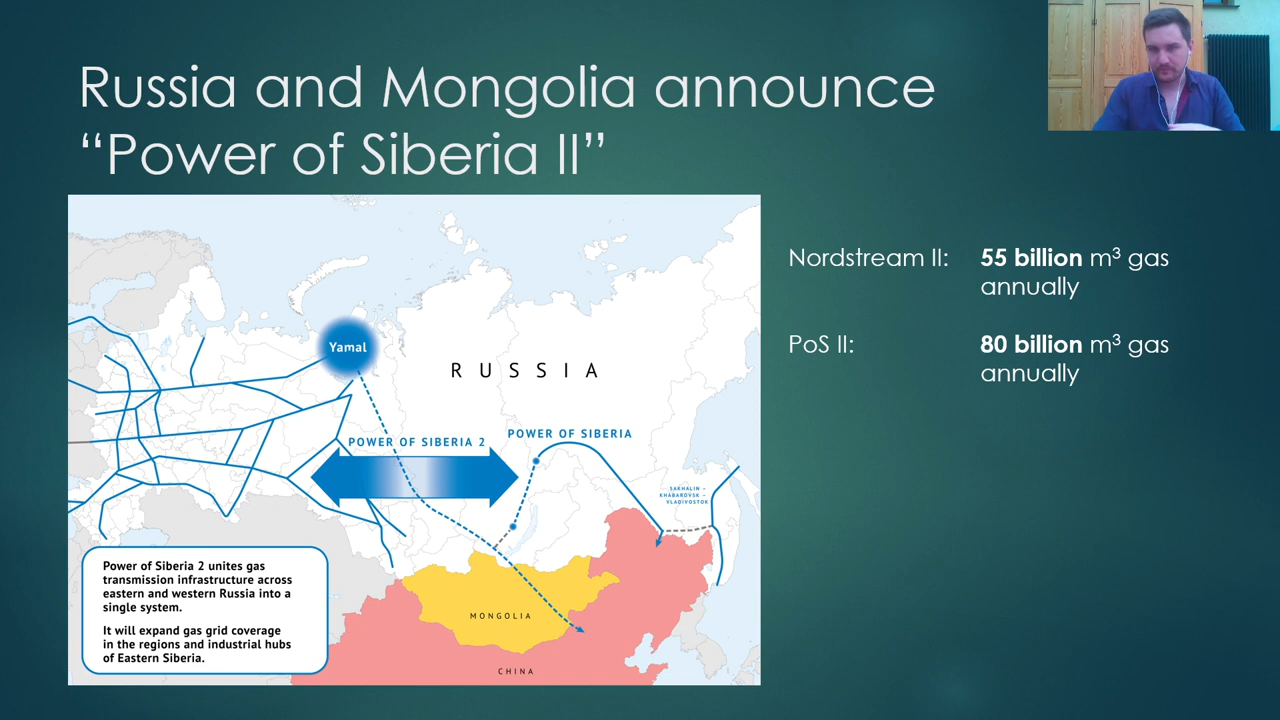 Russia and Mongolia announce
“Power of Siberia II”
Yamal
RUSSIA
POWER OF SIBERIA 2
POWER OF SIBERIA
SAKHALIN –
KHABAROVSK –
VLADIVOSTOK
MONGOLIA
CHINA
Power of Siberia 2 unites gas
transmission infrastructure across
eastern and western Russia into a
single system.
It will expand gas grid coverage
in the regions and industrial hubs
of Eastern Siberia.
Nordstream II: 55 billion m³ gas
annually
PoS II: 80 billion m³ gas
annually